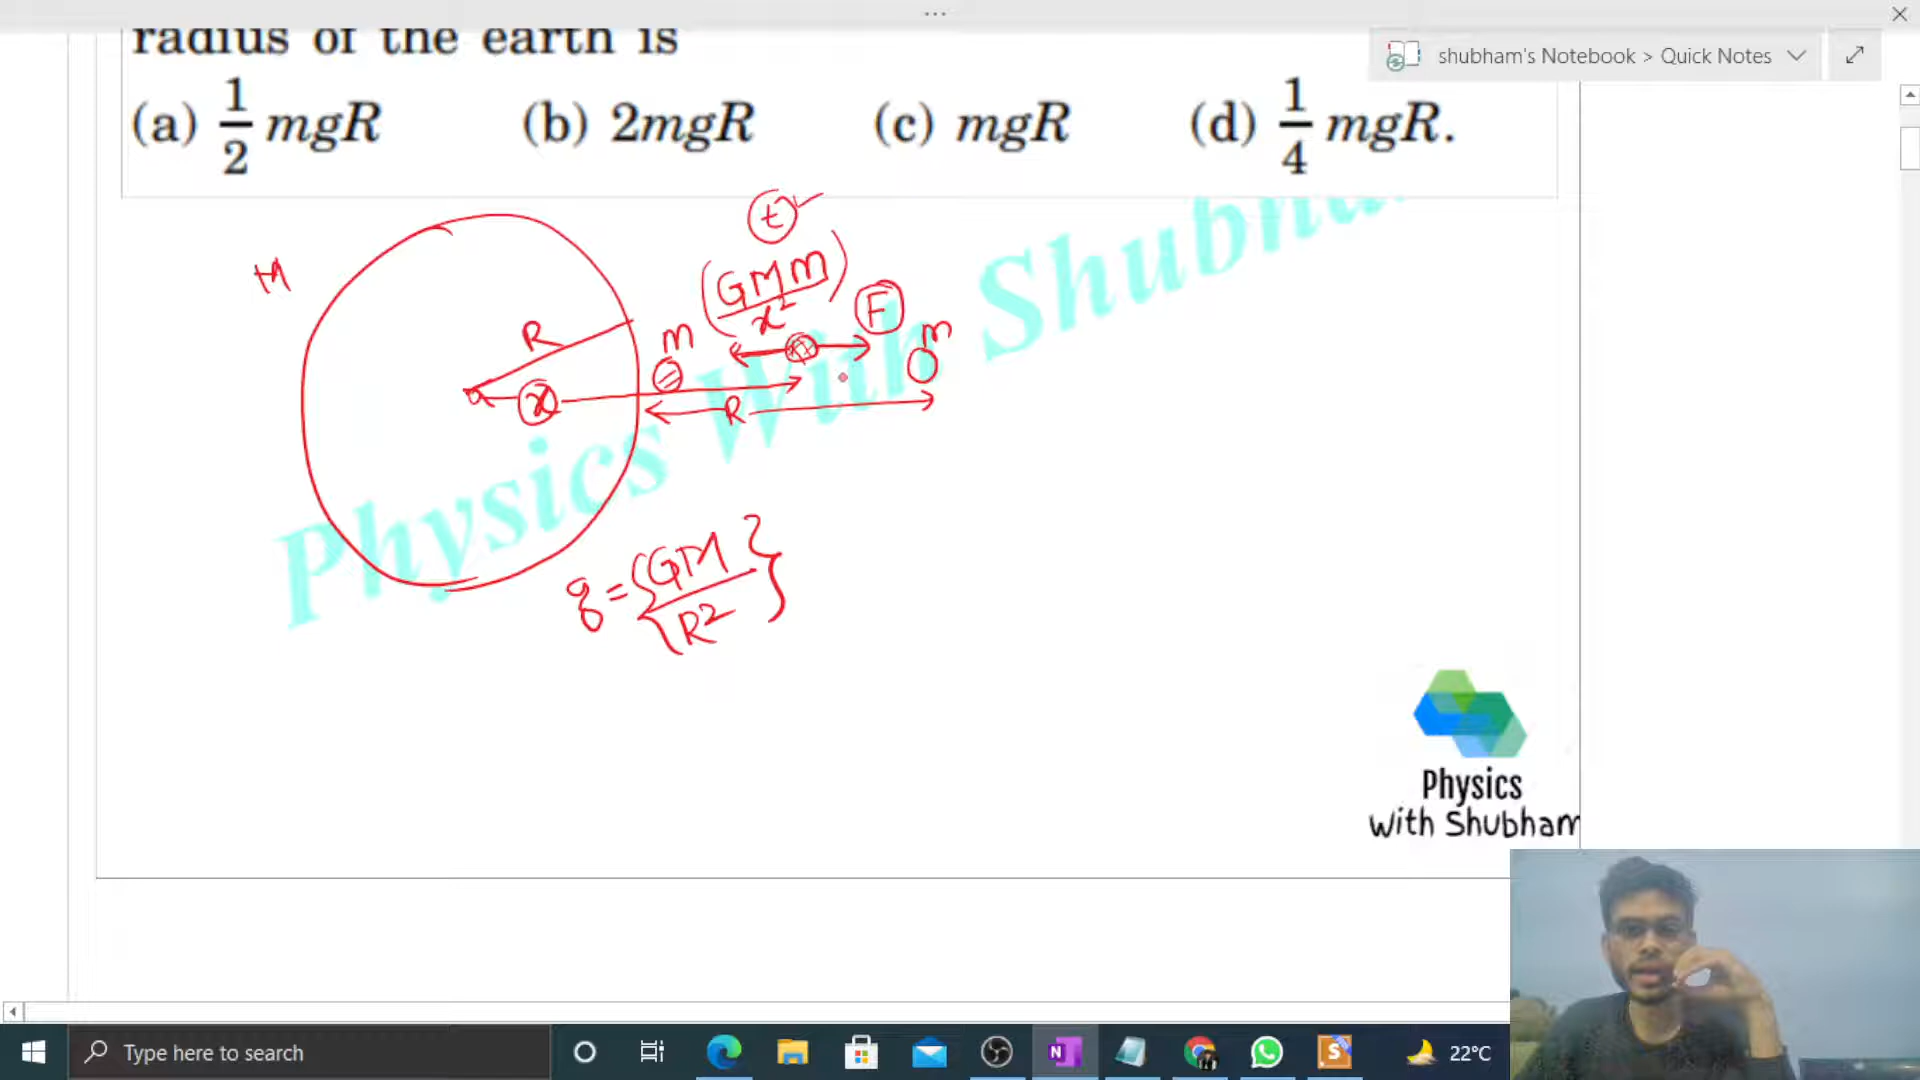 ...
radius of the earth is
shubham's Notebook > Quick Notes
(a) 1/2 mgR (b) 2mgR (c) mgR (d) 1/4 mgR.
Physics With Shubha
t
M
(GMm/x²)
F
R
m
m
x
R
g = {GM/R²}
Physics
with Shubham
Type here to search
22°C